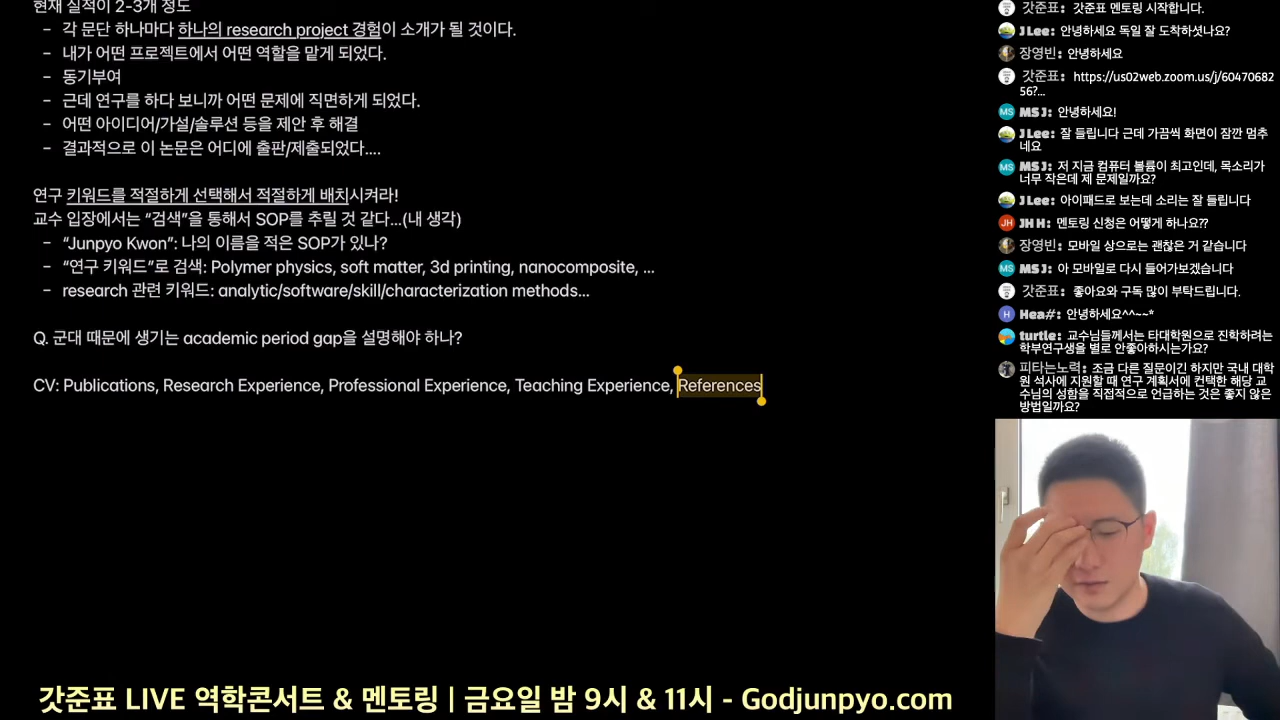 현재 실적이 2-3개 정도
- 각 문단 하나마다 하나의 research project 경험이 소개가 될 것이다.
- 내가 어떤 프로젝트에서 어떤 역할을 맡게 되었다.
- 동기부여
- 근데 연구를 하다 보니까 어떤 문제에 직면하게 되었다.
- 어떤 아이디어/가설/솔루션 등을 제안 후 해결
- 결과적으로 이 논문은 어디에 출판/제출되었다....
연구 키워드를 적절하게 선택해서 적절하게 배치시켜라!
교수 입장에서는 “검색”을 통해서 SOP를 추릴 것 같다...(내 생각)
- “Junpyo Kwon”: 나의 이름을 적은 SOP가 있나?
- “연구 키워드”로 검색: Polymer physics, soft matter, 3d printing, nanocomposite, ...
- research 관련 키워드: analytic/software/skill/characterization methods...
Q. 군대 때문에 생기는 academic period gap을 설명해야 하나?
CV: Publications, Research Experience, Professional Experience, Teaching Experience, References
갓준표: 갓준표 멘토링 시작합니다.
J Lee: 안녕하세요 독일 잘 도착하셧나요?
장영빈: 안녕하세요
갓준표: https://us02web.zoom.us/j/60470682
56?...
MS MS J: 안녕하세요!
J Lee: 잘 들립니다 근데 가끔씩 화면이 잠깐 멈추
네요
MS MS J: 저 지금 컴퓨터 볼륨이 최고인데, 목소리가
너무 작은데 제 문제일까요?
J Lee: 아이패드로 보는데 소리는 잘 들립니다
JH JH H: 멘토링 신청은 어떻게 하나요??
장영빈: 모바일 상으로는 괜찮은 거 같습니다
MS MS J: 아 모바일로 다시 들어가보겠습니다
갓준표: 좋아요와 구독 많이 부탁드립니다.
H Hea#: 안녕하세요^^~~*
turtle: 교수님들께서는 타대학원으로 진학하려는
학부연구생을 별로 안좋아하시는가요?
피타는노력: 조금 다른 질문이긴 하지만 국내 대학
원 석사에 지원할 때 연구 계획서에 컨택한 해당 교
수님의 성함을 직접적으로 언급하는 것은 좋지 않은
방법일까요?
갓준표 LIVE 역학콘서트 & 멘토링 | 금요일 밤 9시 & 11시 - Godjunpyo.com